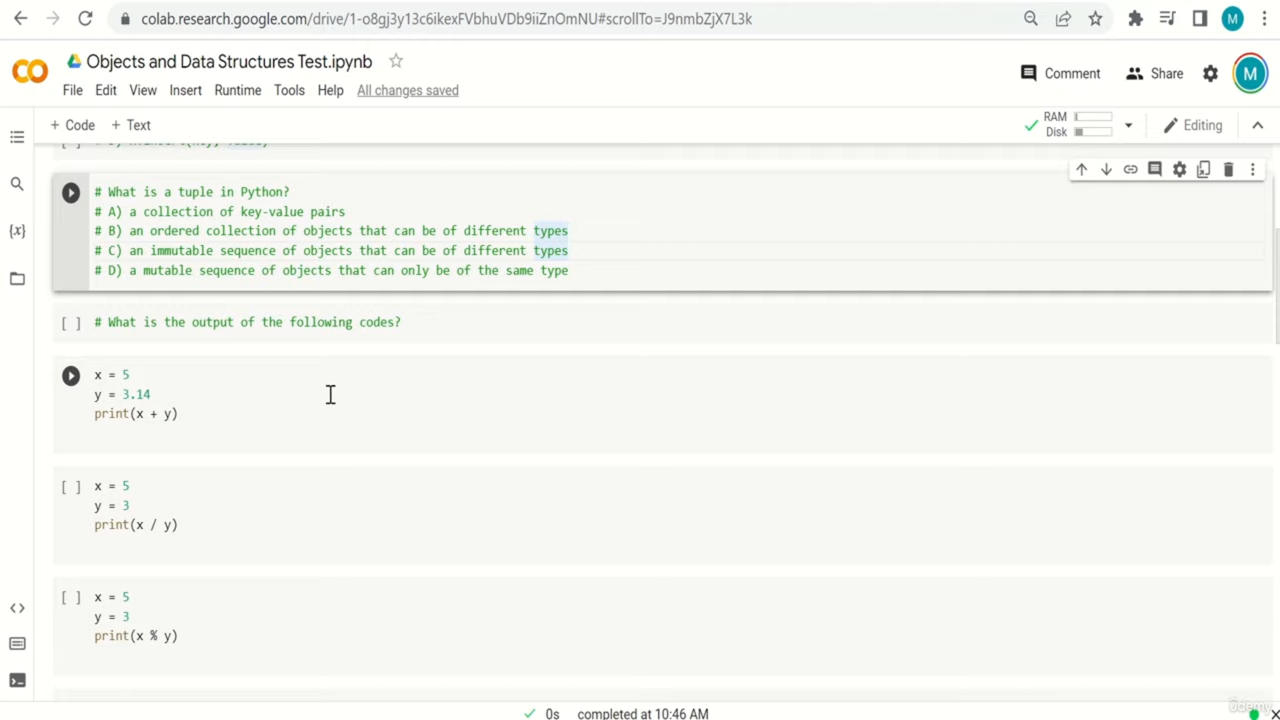 colab.research.google.com/drive/1-o8gj3y13c6ikexFVbhuVDb9iiZnOmNU#scrollTo=J9nmbZjX7L3k
M
CO
Objects and Data Structures Test.ipynb
File Edit View Insert Runtime Tools Help All changes saved
Comment
Share
M
+ Code + Text
RAM
Disk
Editing
# What is a tuple in Python?
# A) a collection of key-value pairs
# B) an ordered collection of objects that can be of different types
# C) an immutable sequence of objects that can be of different types
# D) a mutable sequence of objects that can only be of the same type
[ ] # What is the output of the following codes?
x = 5
y = 3.14
print(x + y)
[ ] x = 5
y = 3
print(x / y)
[ ] x = 5
y = 3
print(x % y)
{x}
0s completed at 10:46 AM
ûdemy